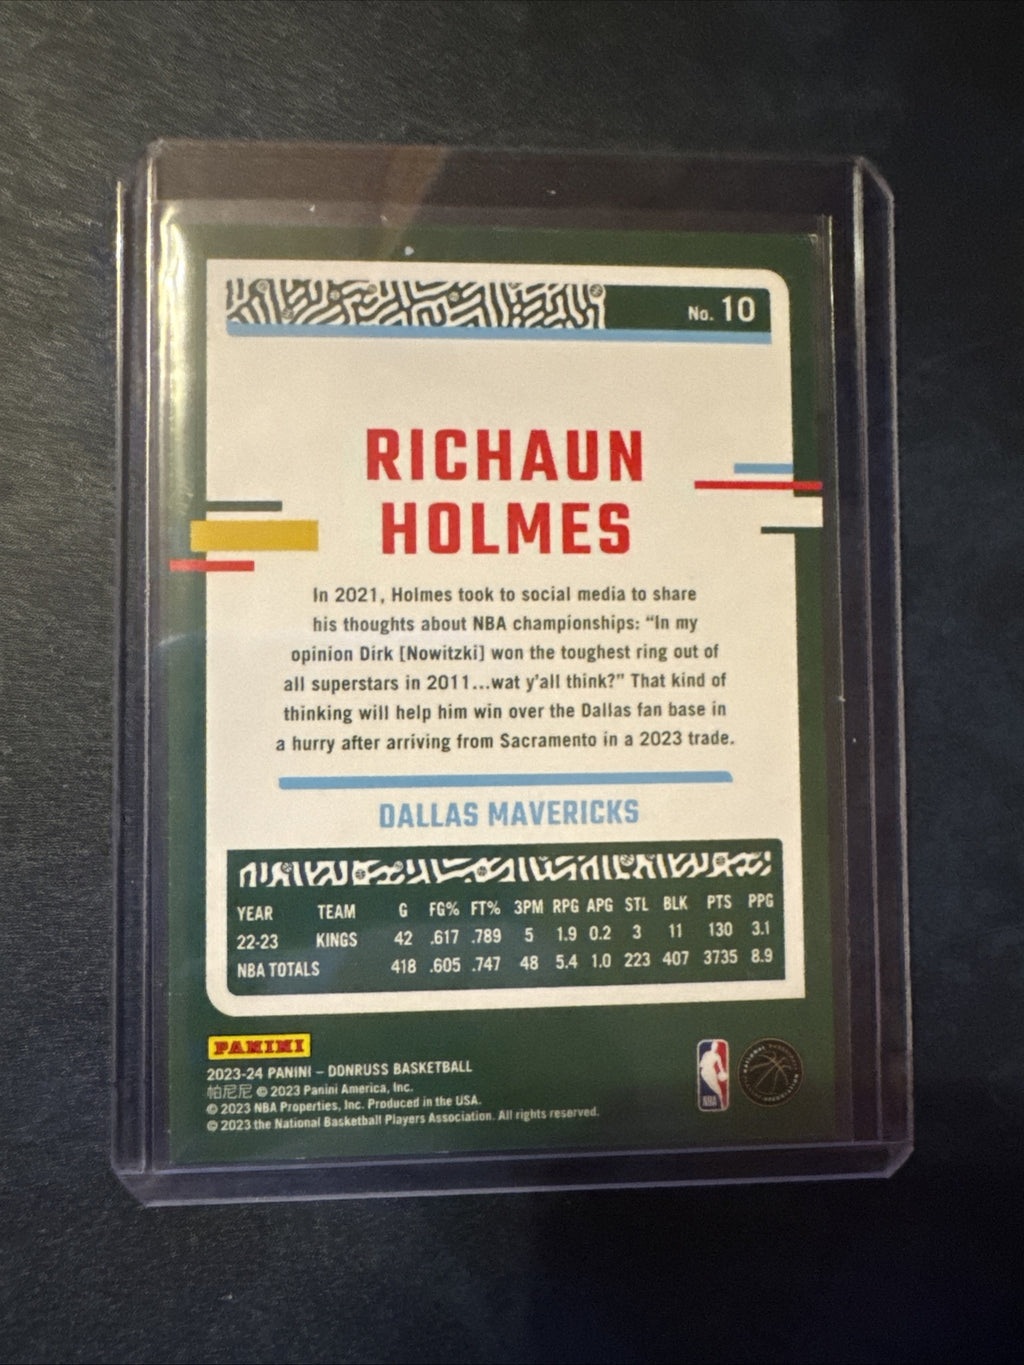 No. 10
RICHAUN
HOLMES
In 2021, Holmes took to social media to share
his thoughts about NBA championships: “In my
opinion Dirk [Nowitzki] won the toughest ring out of
all superstars in 2011...wat y’all think?” That kind of
thinking will help him win over the Dallas fan base in
a hurry after arriving from Sacramento in a 2023 trade.
DALLAS MAVERICKS
YEAR TEAM G FG% FT% 3PM RPG APG STL BLK PTS PPG
22-23 KINGS 42 .617 .789 5 1.9 0.2 3 11 130 3.1
NBA TOTALS 418 .605 .747 48 5.4 1.0 223 407 3735 8.9
PANINI
2023-24 PANINI – DONRUSS BASKETBALL
帕尼尼 © 2023 Panini America, Inc.
© 2023 NBA Properties, Inc. Produced in the USA.
© 2023 the National Basketball Players Association. All rights reserved.
NBA